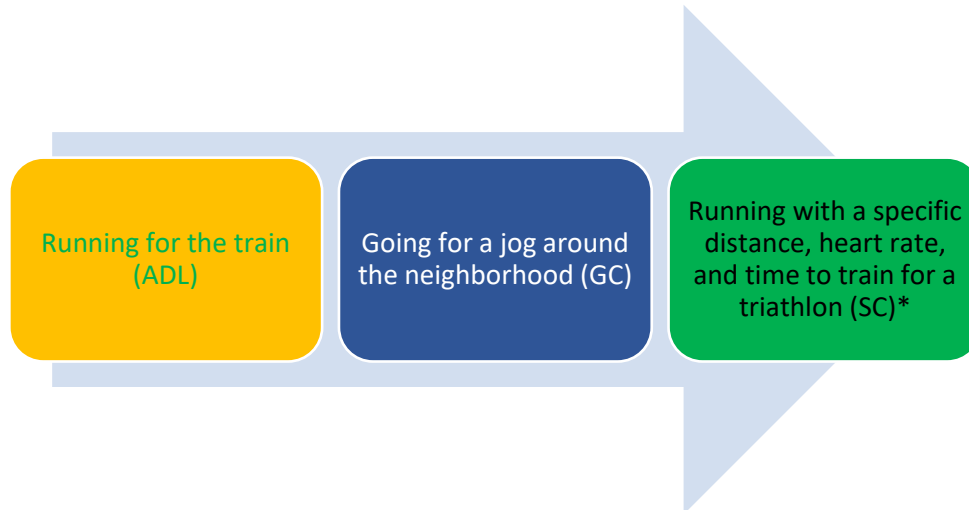 Running for the train
(ADL)
Going for a jog around
the neighborhood (GC)
Running with a specific
distance, heart rate,
and time to train for a
triathlon (SC)*